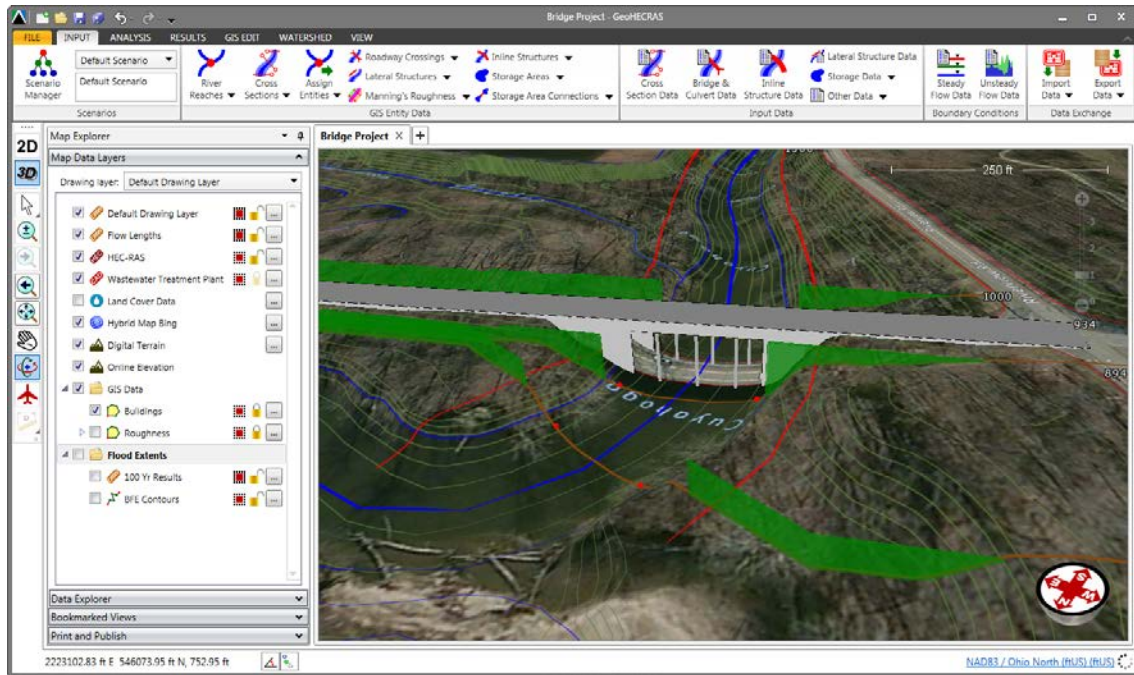 Bridge Project - GeoHECRAS
FILE INPUT ANALYSIS RESULTS GIS EDIT WATERSHED VIEW
Scenario Manager
Default Scenario
Default Scenario
Scenarios
River Reaches
Cross Sections
Assign Entities
Roadway Crossings
Lateral Structures
Manning's Roughness
Inline Structures
Storage Areas
Storage Area Connections
GIS Entity Data
Cross Section Data
Bridge & Culvert Data
Inline Structure Data
Lateral Structure Data
Storage Data
Other Data
Input Data
Steady Flow Data
Unsteady Flow Data
Boundary Conditions
Import Data
Export Data
Data Exchange
2D
3D
Map Explorer
Map Data Layers
Drawing layer: Default Drawing Layer
Default Drawing Layer
Flow Lengths
HEC-RAS
Wastewater Treatment Plant
Land Cover Data
Hybrid Map Bing
Digital Terrain
Online Elevation
GIS Data
Buildings
Roughness
Flood Extents
100 Yr Results
BFE Contours
Data Explorer
Bookmarked Views
Print and Publish
Bridge Project
250 ft
1000
934
894
Cuyahogan
S
W
N
E
2223102.83 ft E 546073.95 ft N, 752.95 ft
NAD83 / Ohio North (ftUS) (ftUS)